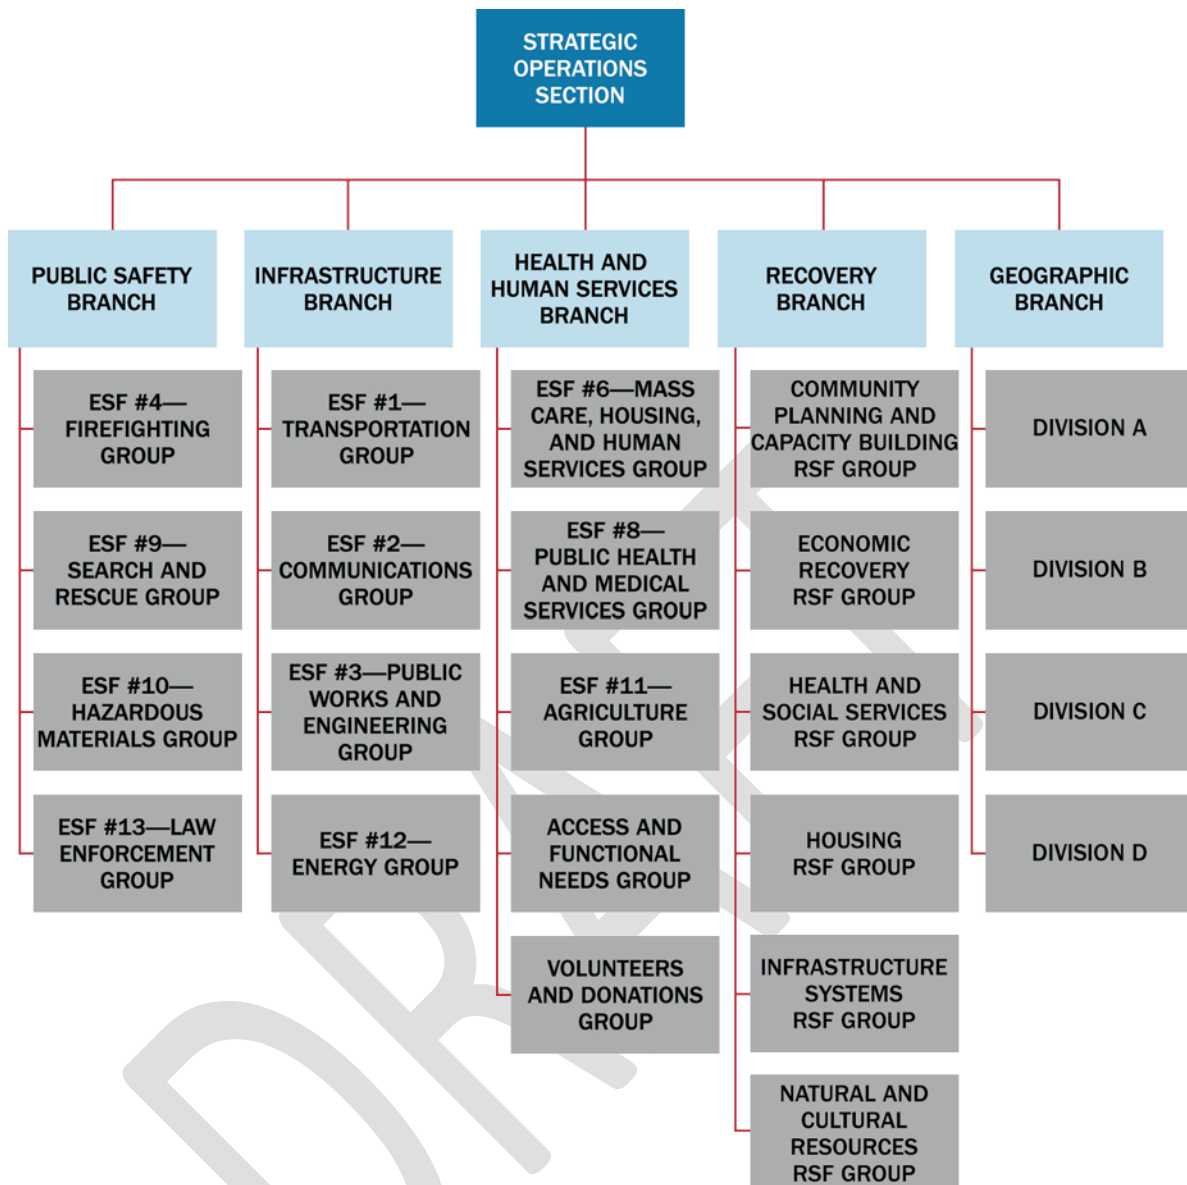 STRATEGIC
OPERATIONS
SECTION
PUBLIC SAFETY
BRANCH
ESF #4—
FIREFIGHTING
GROUP
ESF #9—
SEARCH AND
RESCUE GROUP
ESF #10—
HAZARDOUS
MATERIALS GROUP
ESF #13—LAW
ENFORCEMENT
GROUP
INFRASTRUCTURE
BRANCH
ESF #1—
TRANSPORTATION
GROUP
ESF #2—
COMMUNICATIONS
GROUP
ESF #3—PUBLIC
WORKS AND
ENGINEERING
GROUP
ESF #12—
ENERGY GROUP
HEALTH AND
HUMAN SERVICES
BRANCH
ESF #6—MASS
CARE, HOUSING,
AND HUMAN
SERVICES GROUP
ESF #8—
PUBLIC HEALTH
AND MEDICAL
SERVICES GROUP
ESF #11—
AGRICULTURE
GROUP
ACCESS AND
FUNCTIONAL
NEEDS GROUP
VOLUNTEERS
AND DONATIONS
GROUP
RECOVERY
BRANCH
COMMUNITY
PLANNING AND
CAPACITY BUILDING
RSF GROUP
ECONOMIC
RECOVERY
RSF GROUP
HEALTH AND
SOCIAL SERVICES
RSF GROUP
HOUSING
RSF GROUP
INFRASTRUCTURE
SYSTEMS
RSF GROUP
NATURAL AND
CULTURAL
RESOURCES
RSF GROUP
GEOGRAPHIC
BRANCH
DIVISION A
DIVISION B
DIVISION C
DIVISION D
DRAFT